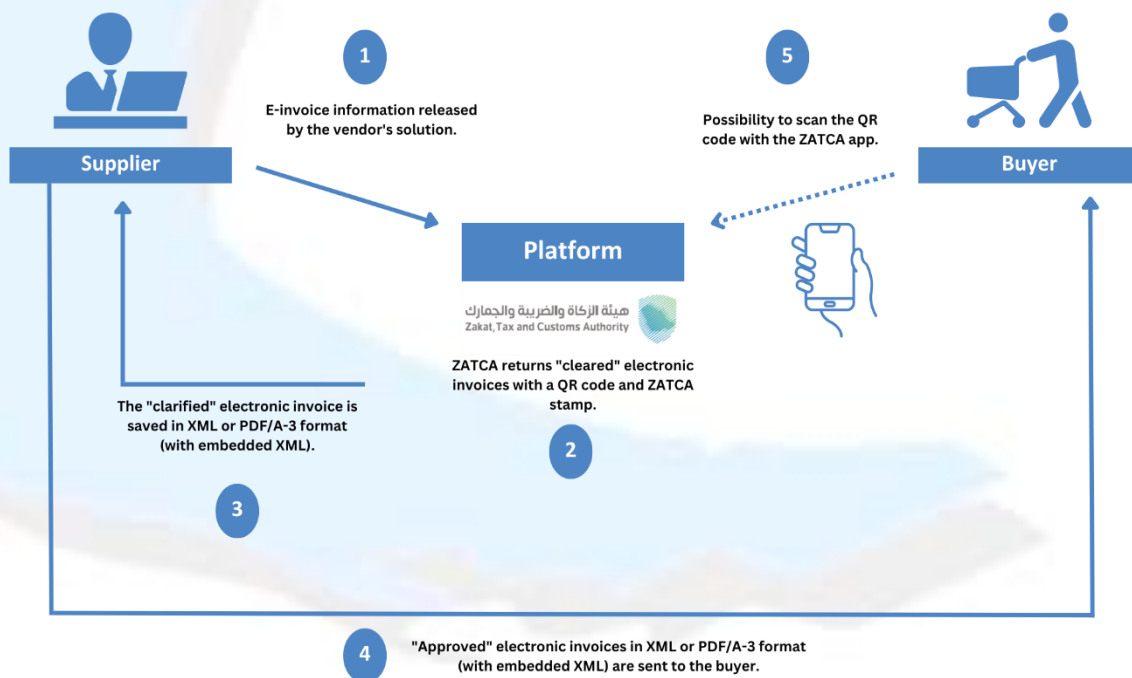 1
E-invoice information released
by the vendor's solution.
5
Possibility to scan the QR
code with the ZATCA app.
Supplier
Buyer
Platform
هيئة الزكاة والضريبة والجمارك
Zakat, Tax and Customs Authority
ZATCA returns "cleared" electronic
invoices with a QR code and ZATCA
stamp.
2
The "clarified" electronic invoice is
saved in XML or PDF/A-3 format
(with embedded XML).
3
4
"Approved" electronic invoices in XML or PDF/A-3 format
(with embedded XML) are sent to the buyer.